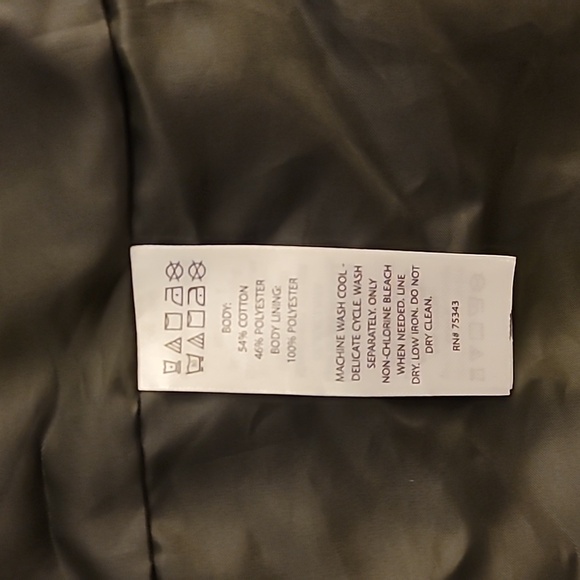 BODY:
54% COTTON
46% POLYESTER
BODY LINING:
100% POLYESTER
MACHINE WASH COOL -
DELICATE CYCLE. WASH
SEPARATELY. ONLY
NON-CHLORINE BLEACH
WHEN NEEDED. LINE
DRY. LOW IRON. DO NOT
DRY CLEAN.
RN# 75343